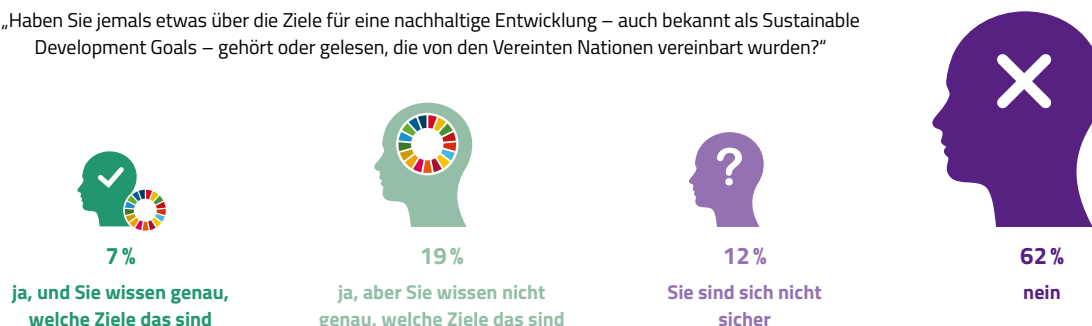 „Haben Sie jemals etwas über die Ziele für eine nachhaltige Entwicklung – auch bekannt als Sustainable
Development Goals – gehört oder gelesen, die von den Vereinten Nationen vereinbart wurden?“
7 %
ja, und Sie wissen genau,
welche Ziele das sind
19 %
ja, aber Sie wissen nicht
genau, welche Ziele das sind
12 %
Sie sind sich nicht
sicher
62 %
nein